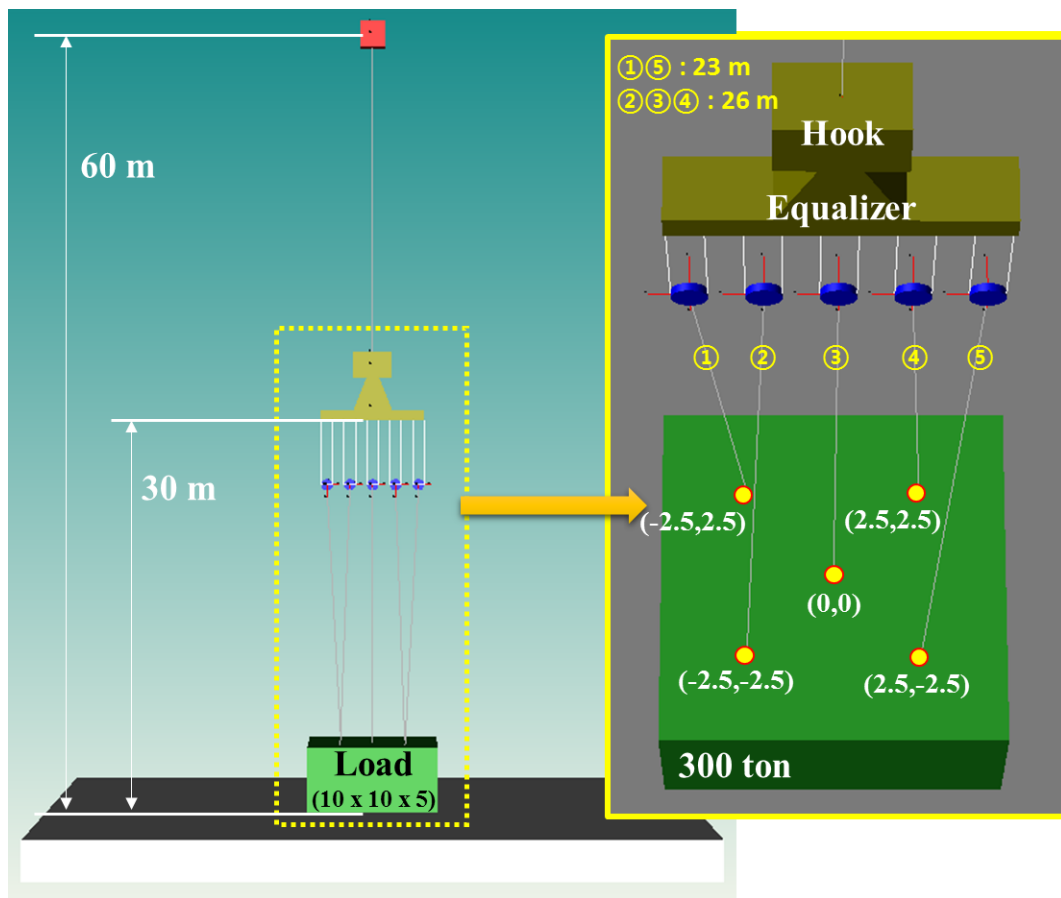 60 m
30 m
Load
(10 x 10 x 5)
①⑤ : 23 m
②③④ : 26 m
Hook
Equalizer
① ② ③ ④ ⑤
(-2.5,2.5)
(2.5,2.5)
(0,0)
(-2.5,-2.5)
(2.5,-2.5)
300 ton